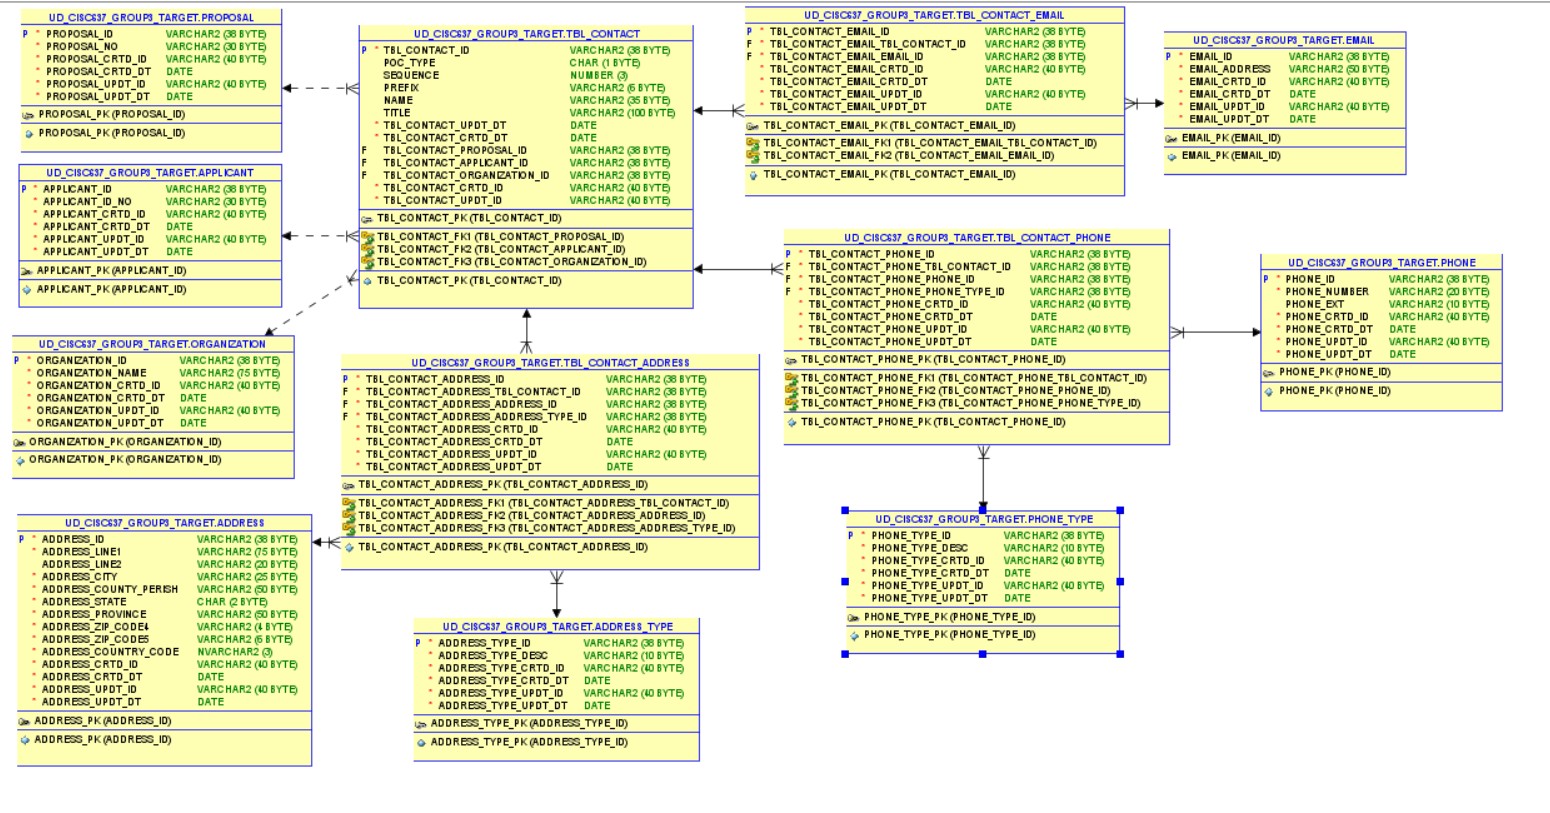 UD_CISC637_GROUP3_TARGET.PROPOSAL
P * PROPOSAL_ID VARCHAR2 (38 BYTE)
* PROPOSAL_NO VARCHAR2 (30 BYTE)
* PROPOSAL_CRTD_ID VARCHAR2 (40 BYTE)
* PROPOSAL_CRTD_DT DATE
* PROPOSAL_UPDT_ID VARCHAR2 (40 BYTE)
* PROPOSAL_UPDT_DT DATE
PROPOSAL_PK (PROPOSAL_ID)
PROPOSAL_PK (PROPOSAL_ID)
UD_CISC637_GROUP3_TARGET.APPLICANT
P * APPLICANT_ID VARCHAR2 (38 BYTE)
* APPLICANT_ID_NO VARCHAR2 (30 BYTE)
* APPLICANT_CRTD_ID VARCHAR2 (40 BYTE)
* APPLICANT_CRTD_DT DATE
* APPLICANT_UPDT_ID VARCHAR2 (40 BYTE)
* APPLICANT_UPDT_DT DATE
APPLICANT_PK (APPLICANT_ID)
APPLICANT_PK (APPLICANT_ID)
UD_CISC637_GROUP3_TARGET.ORGANIZATION
P * ORGANIZATION_ID VARCHAR2 (38 BYTE)
* ORGANIZATION_NAME VARCHAR2 (75 BYTE)
* ORGANIZATION_CRTD_ID VARCHAR2 (40 BYTE)
* ORGANIZATION_CRTD_DT DATE
* ORGANIZATION_UPDT_ID VARCHAR2 (40 BYTE)
* ORGANIZATION_UPDT_DT DATE
ORGANIZATION_PK (ORGANIZATION_ID)
ORGANIZATION_PK (ORGANIZATION_ID)
UD_CISC637_GROUP3_TARGET.ADDRESS
P * ADDRESS_ID VARCHAR2 (38 BYTE)
* ADDRESS_LINE1 VARCHAR2 (75 BYTE)
ADDRESS_LINE2 VARCHAR2 (20 BYTE)
* ADDRESS_CITY VARCHAR2 (25 BYTE)
* ADDRESS_COUNTY_PERISH VARCHAR2 (50 BYTE)
* ADDRESS_STATE CHAR (2 BYTE)
* ADDRESS_PROVINCE VARCHAR2 (50 BYTE)
* ADDRESS_ZIP_CODE4 VARCHAR2 (4 BYTE)
* ADDRESS_ZIP_CODE5 VARCHAR2 (6 BYTE)
* ADDRESS_COUNTRY_CODE NVARCHAR2 (3)
* ADDRESS_CRTD_ID VARCHAR2 (40 BYTE)
* ADDRESS_CRTD_DT DATE
* ADDRESS_UPDT_ID VARCHAR2 (40 BYTE)
* ADDRESS_UPDT_DT DATE
ADDRESS_PK (ADDRESS_ID)
ADDRESS_PK (ADDRESS_ID)
UD_CISC637_GROUP3_TARGET.TBL_CONTACT
P * TBL_CONTACT_ID VARCHAR2 (38 BYTE)
POC_TYPE CHAR (1 BYTE)
SEQUENCE NUMBER (3)
PREFIX VARCHAR2 (6 BYTE)
NAME VARCHAR2 (35 BYTE)
TITLE VARCHAR2 (100 BYTE)
* TBL_CONTACT_UPDT_DT DATE
* TBL_CONTACT_CRTD_DT DATE
F TBL_CONTACT_PROPOSAL_ID VARCHAR2 (38 BYTE)
F TBL_CONTACT_APPLICANT_ID VARCHAR2 (38 BYTE)
F TBL_CONTACT_ORGANIZATION_ID VARCHAR2 (38 BYTE)
* TBL_CONTACT_CRTD_ID VARCHAR2 (40 BYTE)
* TBL_CONTACT_UPDT_ID VARCHAR2 (40 BYTE)
TBL_CONTACT_PK (TBL_CONTACT_ID)
TBL_CONTACT_FK1 (TBL_CONTACT_PROPOSAL_ID)
TBL_CONTACT_FK2 (TBL_CONTACT_APPLICANT_ID)
TBL_CONTACT_FK3 (TBL_CONTACT_ORGANIZATION_ID)
TBL_CONTACT_PK (TBL_CONTACT_ID)
UD_CISC637_GROUP3_TARGET.TBL_CONTACT_ADDRESS
P * TBL_CONTACT_ADDRESS_ID VARCHAR2 (38 BYTE)
F * TBL_CONTACT_ADDRESS_TBL_CONTACT_ID VARCHAR2 (38 BYTE)
F * TBL_CONTACT_ADDRESS_ADDRESS_ID VARCHAR2 (38 BYTE)
F * TBL_CONTACT_ADDRESS_ADDRESS_TYPE_ID VARCHAR2 (38 BYTE)
* TBL_CONTACT_ADDRESS_CRTD_ID VARCHAR2 (40 BYTE)
* TBL_CONTACT_ADDRESS_CRTD_DT DATE
* TBL_CONTACT_ADDRESS_UPDT_ID VARCHAR2 (40 BYTE)
* TBL_CONTACT_ADDRESS_UPDT_DT DATE
TBL_CONTACT_ADDRESS_PK (TBL_CONTACT_ADDRESS_ID)
TBL_CONTACT_ADDRESS_FK1 (TBL_CONTACT_ADDRESS_TBL_CONTACT_ID)
TBL_CONTACT_ADDRESS_FK2 (TBL_CONTACT_ADDRESS_ADDRESS_ID)
TBL_CONTACT_ADDRESS_FK3 (TBL_CONTACT_ADDRESS_ADDRESS_TYPE_ID)
TBL_CONTACT_ADDRESS_PK (TBL_CONTACT_ADDRESS_ID)
UD_CISC637_GROUP3_TARGET.ADDRESS_TYPE
P * ADDRESS_TYPE_ID VARCHAR2 (38 BYTE)
* ADDRESS_TYPE_DESC VARCHAR2 (10 BYTE)
* ADDRESS_TYPE_CRTD_ID VARCHAR2 (40 BYTE)
* ADDRESS_TYPE_CRTD_DT DATE
* ADDRESS_TYPE_UPDT_ID VARCHAR2 (40 BYTE)
* ADDRESS_TYPE_UPDT_DT DATE
ADDRESS_TYPE_PK (ADDRESS_TYPE_ID)
ADDRESS_TYPE_PK (ADDRESS_TYPE_ID)
UD_CISC637_GROUP3_TARGET.TBL_CONTACT_EMAIL
P * TBL_CONTACT_EMAIL_ID VARCHAR2 (38 BYTE)
F * TBL_CONTACT_EMAIL_TBL_CONTACT_ID VARCHAR2 (38 BYTE)
F * TBL_CONTACT_EMAIL_EMAIL_ID VARCHAR2 (38 BYTE)
* TBL_CONTACT_EMAIL_CRTD_ID VARCHAR2 (40 BYTE)
* TBL_CONTACT_EMAIL_CRTD_DT DATE
* TBL_CONTACT_EMAIL_UPDT_ID VARCHAR2 (40 BYTE)
* TBL_CONTACT_EMAIL_UPDT_DT DATE
TBL_CONTACT_EMAIL_PK (TBL_CONTACT_EMAIL_ID)
TBL_CONTACT_EMAIL_FK1 (TBL_CONTACT_EMAIL_TBL_CONTACT_ID)
TBL_CONTACT_EMAIL_FK2 (TBL_CONTACT_EMAIL_EMAIL_ID)
TBL_CONTACT_EMAIL_PK (TBL_CONTACT_EMAIL_ID)
UD_CISC637_GROUP3_TARGET.EMAIL
P * EMAIL_ID VARCHAR2 (38 BYTE)
* EMAIL_ADDRESS VARCHAR2 (50 BYTE)
* EMAIL_CRTD_ID VARCHAR2 (40 BYTE)
* EMAIL_CRTD_DT DATE
* EMAIL_UPDT_ID VARCHAR2 (40 BYTE)
* EMAIL_UPDT_DT DATE
EMAIL_PK (EMAIL_ID)
EMAIL_PK (EMAIL_ID)
UD_CISC637_GROUP3_TARGET.TBL_CONTACT_PHONE
P * TBL_CONTACT_PHONE_ID VARCHAR2 (38 BYTE)
F * TBL_CONTACT_PHONE_TBL_CONTACT_ID VARCHAR2 (38 BYTE)
F * TBL_CONTACT_PHONE_PHONE_ID VARCHAR2 (38 BYTE)
F * TBL_CONTACT_PHONE_PHONE_TYPE_ID VARCHAR2 (38 BYTE)
* TBL_CONTACT_PHONE_CRTD_ID VARCHAR2 (40 BYTE)
* TBL_CONTACT_PHONE_CRTD_DT DATE
* TBL_CONTACT_PHONE_UPDT_ID VARCHAR2 (40 BYTE)
* TBL_CONTACT_PHONE_UPDT_DT DATE
TBL_CONTACT_PHONE_PK (TBL_CONTACT_PHONE_ID)
TBL_CONTACT_PHONE_FK1 (TBL_CONTACT_PHONE_TBL_CONTACT_ID)
TBL_CONTACT_PHONE_FK2 (TBL_CONTACT_PHONE_PHONE_ID)
TBL_CONTACT_PHONE_FK3 (TBL_CONTACT_PHONE_PHONE_TYPE_ID)
TBL_CONTACT_PHONE_PK (TBL_CONTACT_PHONE_ID)
UD_CISC637_GROUP3_TARGET.PHONE
P * PHONE_ID VARCHAR2 (38 BYTE)
* PHONE_NUMBER VARCHAR2 (20 BYTE)
PHONE_EXT VARCHAR2 (10 BYTE)
* PHONE_CRTD_ID VARCHAR2 (40 BYTE)
* PHONE_CRTD_DT DATE
* PHONE_UPDT_ID VARCHAR2 (40 BYTE)
* PHONE_UPDT_DT DATE
PHONE_PK (PHONE_ID)
PHONE_PK (PHONE_ID)
UD_CISC637_GROUP3_TARGET.PHONE_TYPE
P * PHONE_TYPE_ID VARCHAR2 (38 BYTE)
* PHONE_TYPE_DESC VARCHAR2 (10 BYTE)
* PHONE_TYPE_CRTD_ID VARCHAR2 (40 BYTE)
* PHONE_TYPE_CRTD_DT DATE
* PHONE_TYPE_UPDT_ID VARCHAR2 (40 BYTE)
* PHONE_TYPE_UPDT_DT DATE
PHONE_TYPE_PK (PHONE_TYPE_ID)
PHONE_TYPE_PK (PHONE_TYPE_ID)